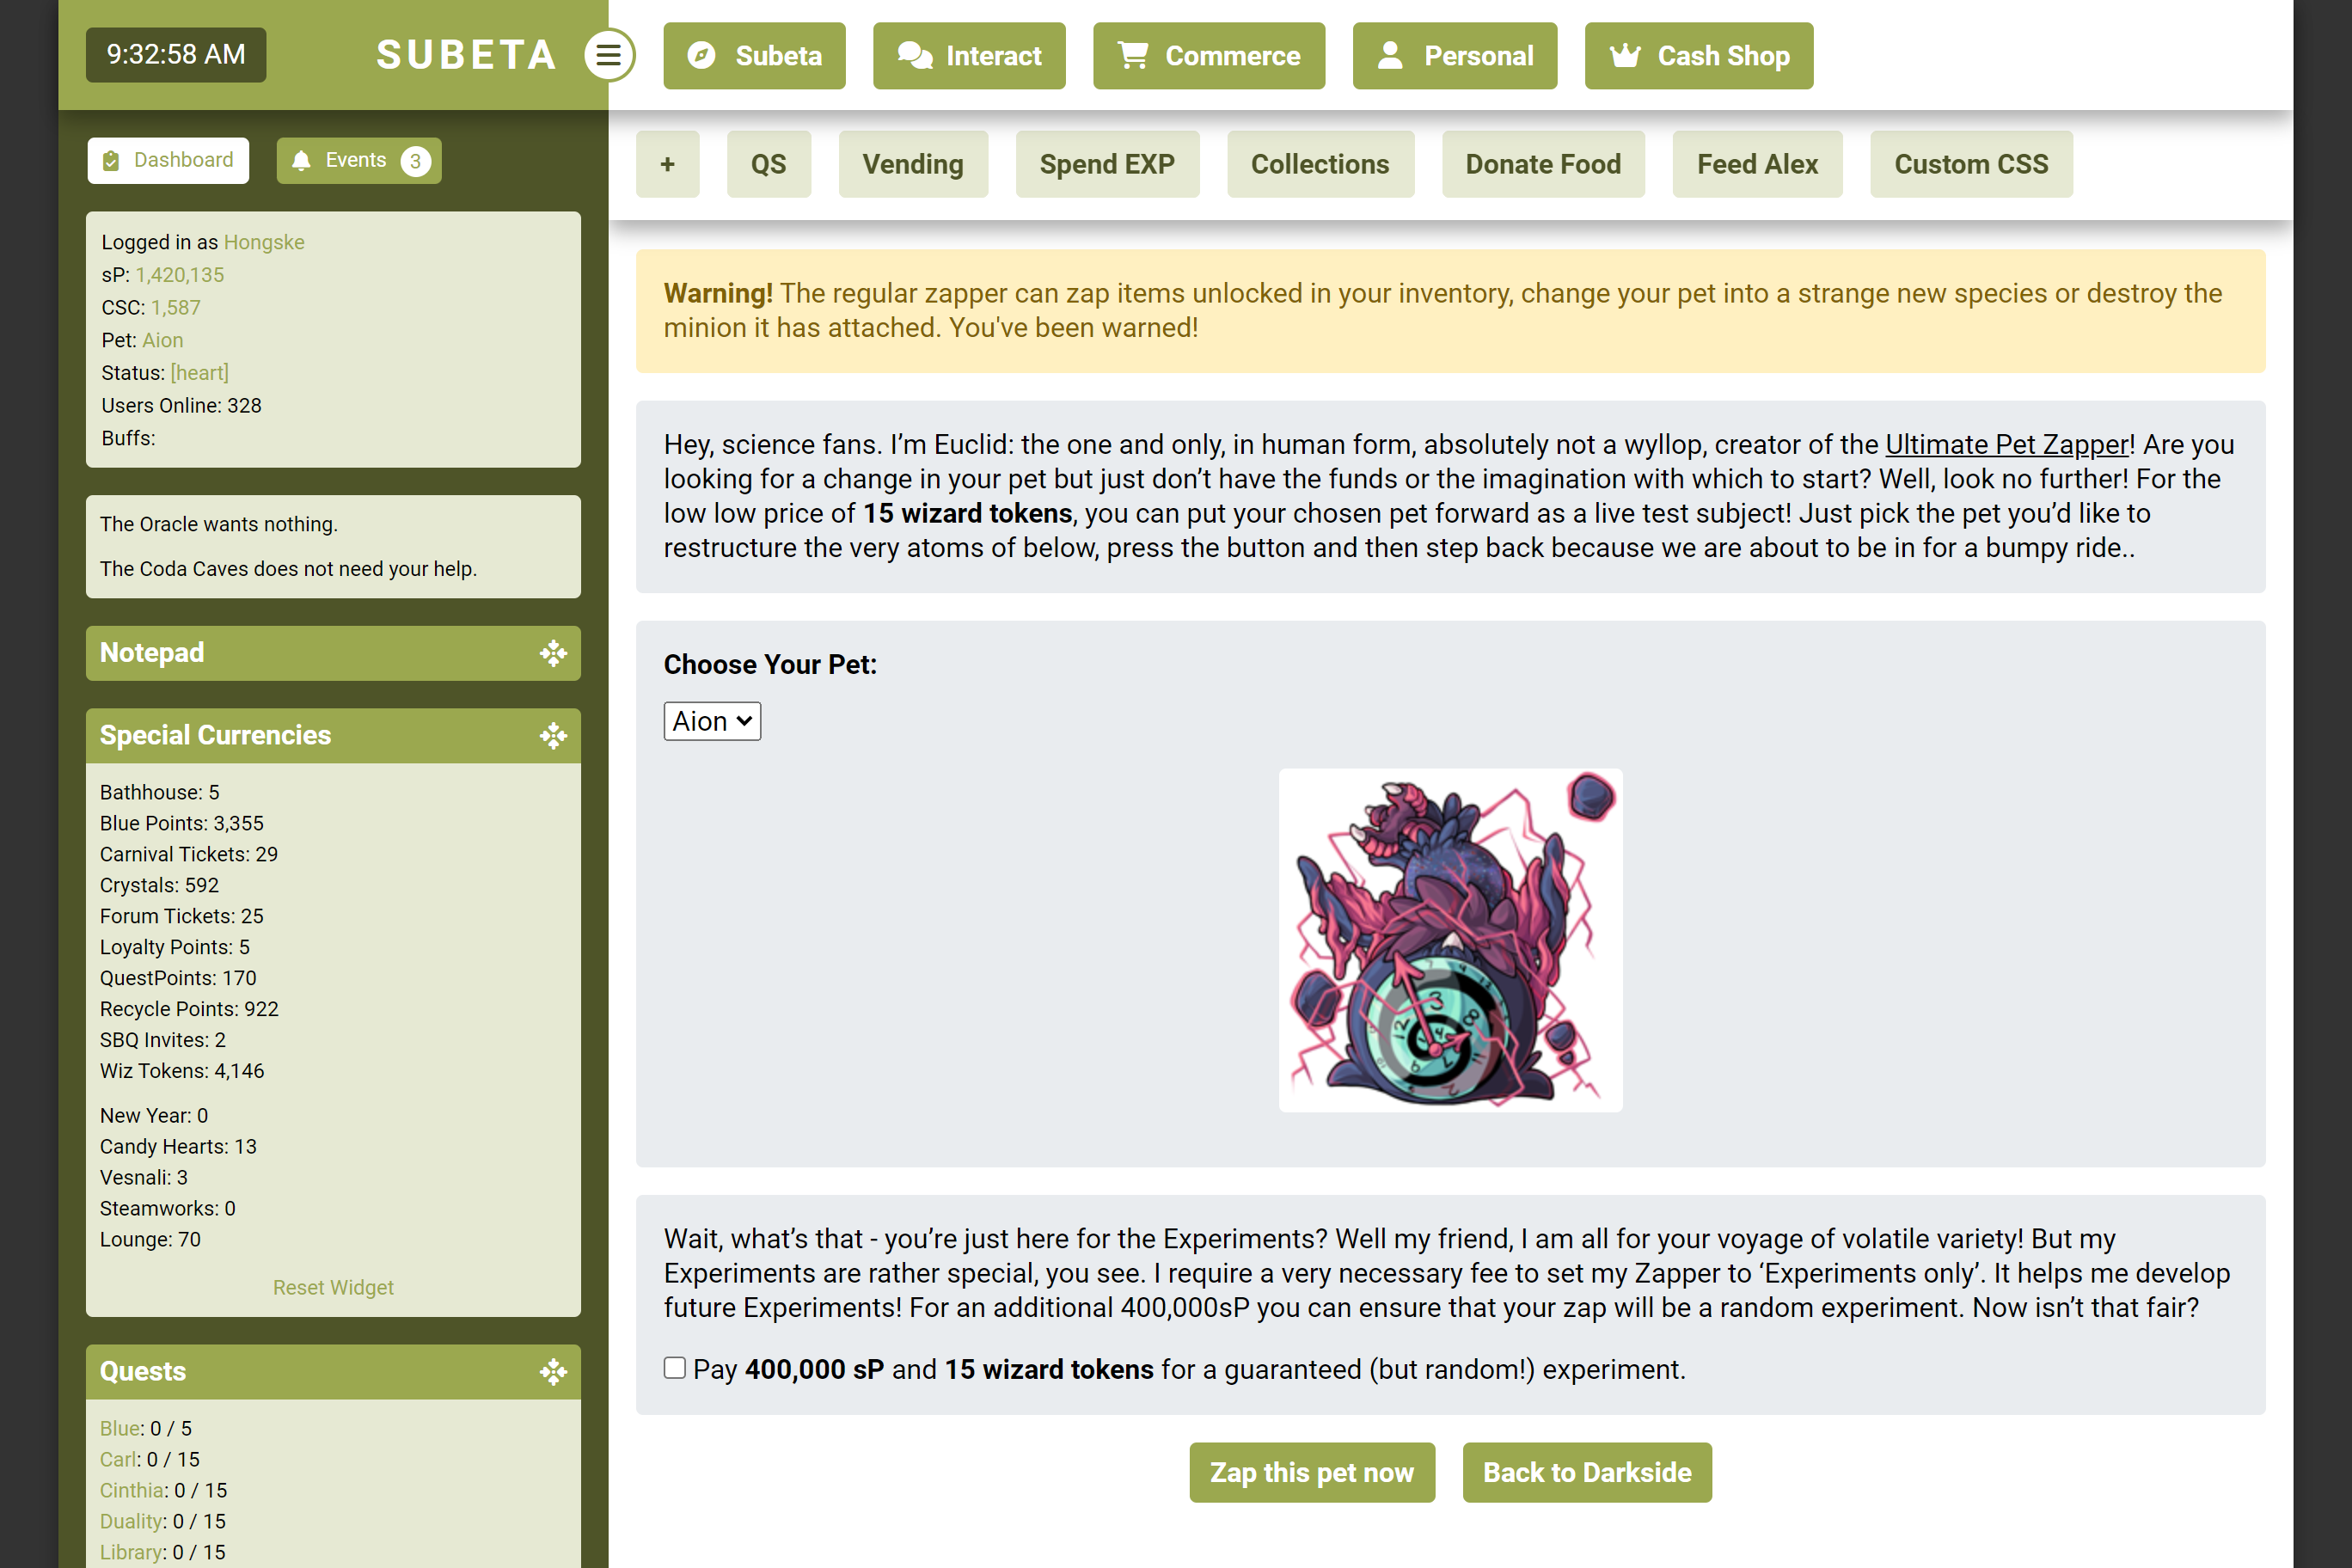 9:32:58 AM
SUBETA
Subeta
Interact
Commerce
Personal
Cash Shop
Dashboard
Events 3
+
QS
Vending
Spend EXP
Collections
Donate Food
Feed Alex
Custom CSS
Logged in as Hongske
sP: 1,420,135
CSC: 1,587
Pet: Aion
Status: [heart]
Users Online: 328
Buffs:
The Oracle wants nothing.
The Coda Caves does not need your help.
Notepad
Special Currencies
Bathhouse: 5
Blue Points: 3,355
Carnival Tickets: 29
Crystals: 592
Forum Tickets: 25
Loyalty Points: 5
QuestPoints: 170
Recycle Points: 922
SBQ Invites: 2
Wiz Tokens: 4,146
New Year: 0
Candy Hearts: 13
Vesnali: 3
Steamworks: 0
Lounge: 70
Reset Widget
Quests
Blue: 0 / 5
Carl: 0 / 15
Cinthia: 0 / 15
Duality: 0 / 15
Library: 0 / 15
Warning! The regular zapper can zap items unlocked in your inventory, change your pet into a strange new species or destroy the
minion it has attached. You've been warned!
Hey, science fans. I’m Euclid: the one and only, in human form, absolutely not a wyllop, creator of the Ultimate Pet Zapper! Are you
looking for a change in your pet but just don’t have the funds or the imagination with which to start? Well, look no further! For the
low low price of 15 wizard tokens, you can put your chosen pet forward as a live test subject! Just pick the pet you’d like to
restructure the very atoms of below, press the button and then step back because we are about to be in for a bumpy ride..
Choose Your Pet:
Aion
Wait, what’s that - you’re just here for the Experiments? Well my friend, I am all for your voyage of volatile variety! But my
Experiments are rather special, you see. I require a very necessary fee to set my Zapper to ‘Experiments only’. It helps me develop
future Experiments! For an additional 400,000sP you can ensure that your zap will be a random experiment. Now isn’t that fair?
Pay 400,000 sP and 15 wizard tokens for a guaranteed (but random!) experiment.
Zap this pet now
Back to Darkside